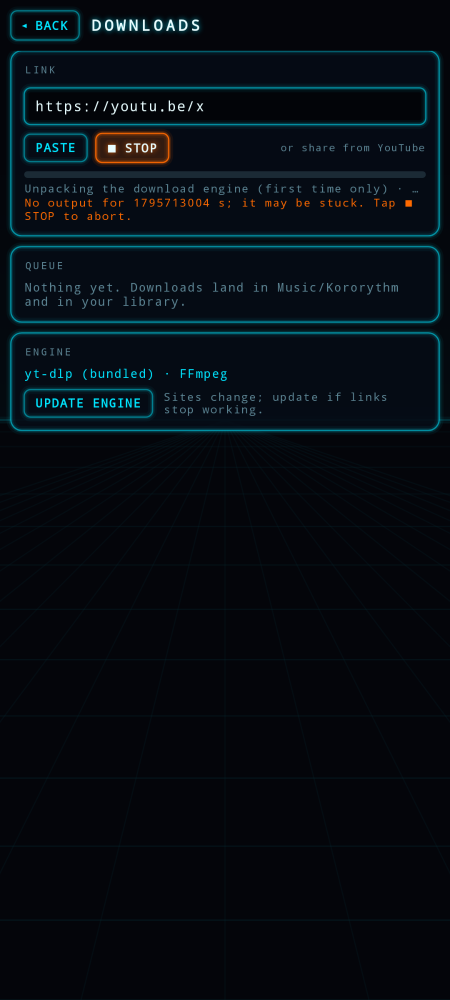 ◂ BACK DOWNLOADS
LINK
https://youtu.be/x
PASTE ■ STOP or share from YouTube
Unpacking the download engine (first time only) · …
No output for 1795713004 s; it may be stuck. Tap ■
STOP to abort.
QUEUE
Nothing yet. Downloads land in Music/Kororythm
and in your library.
ENGINE
yt-dlp (bundled) · FFmpeg
UPDATE ENGINE Sites change; update if links
stop working.